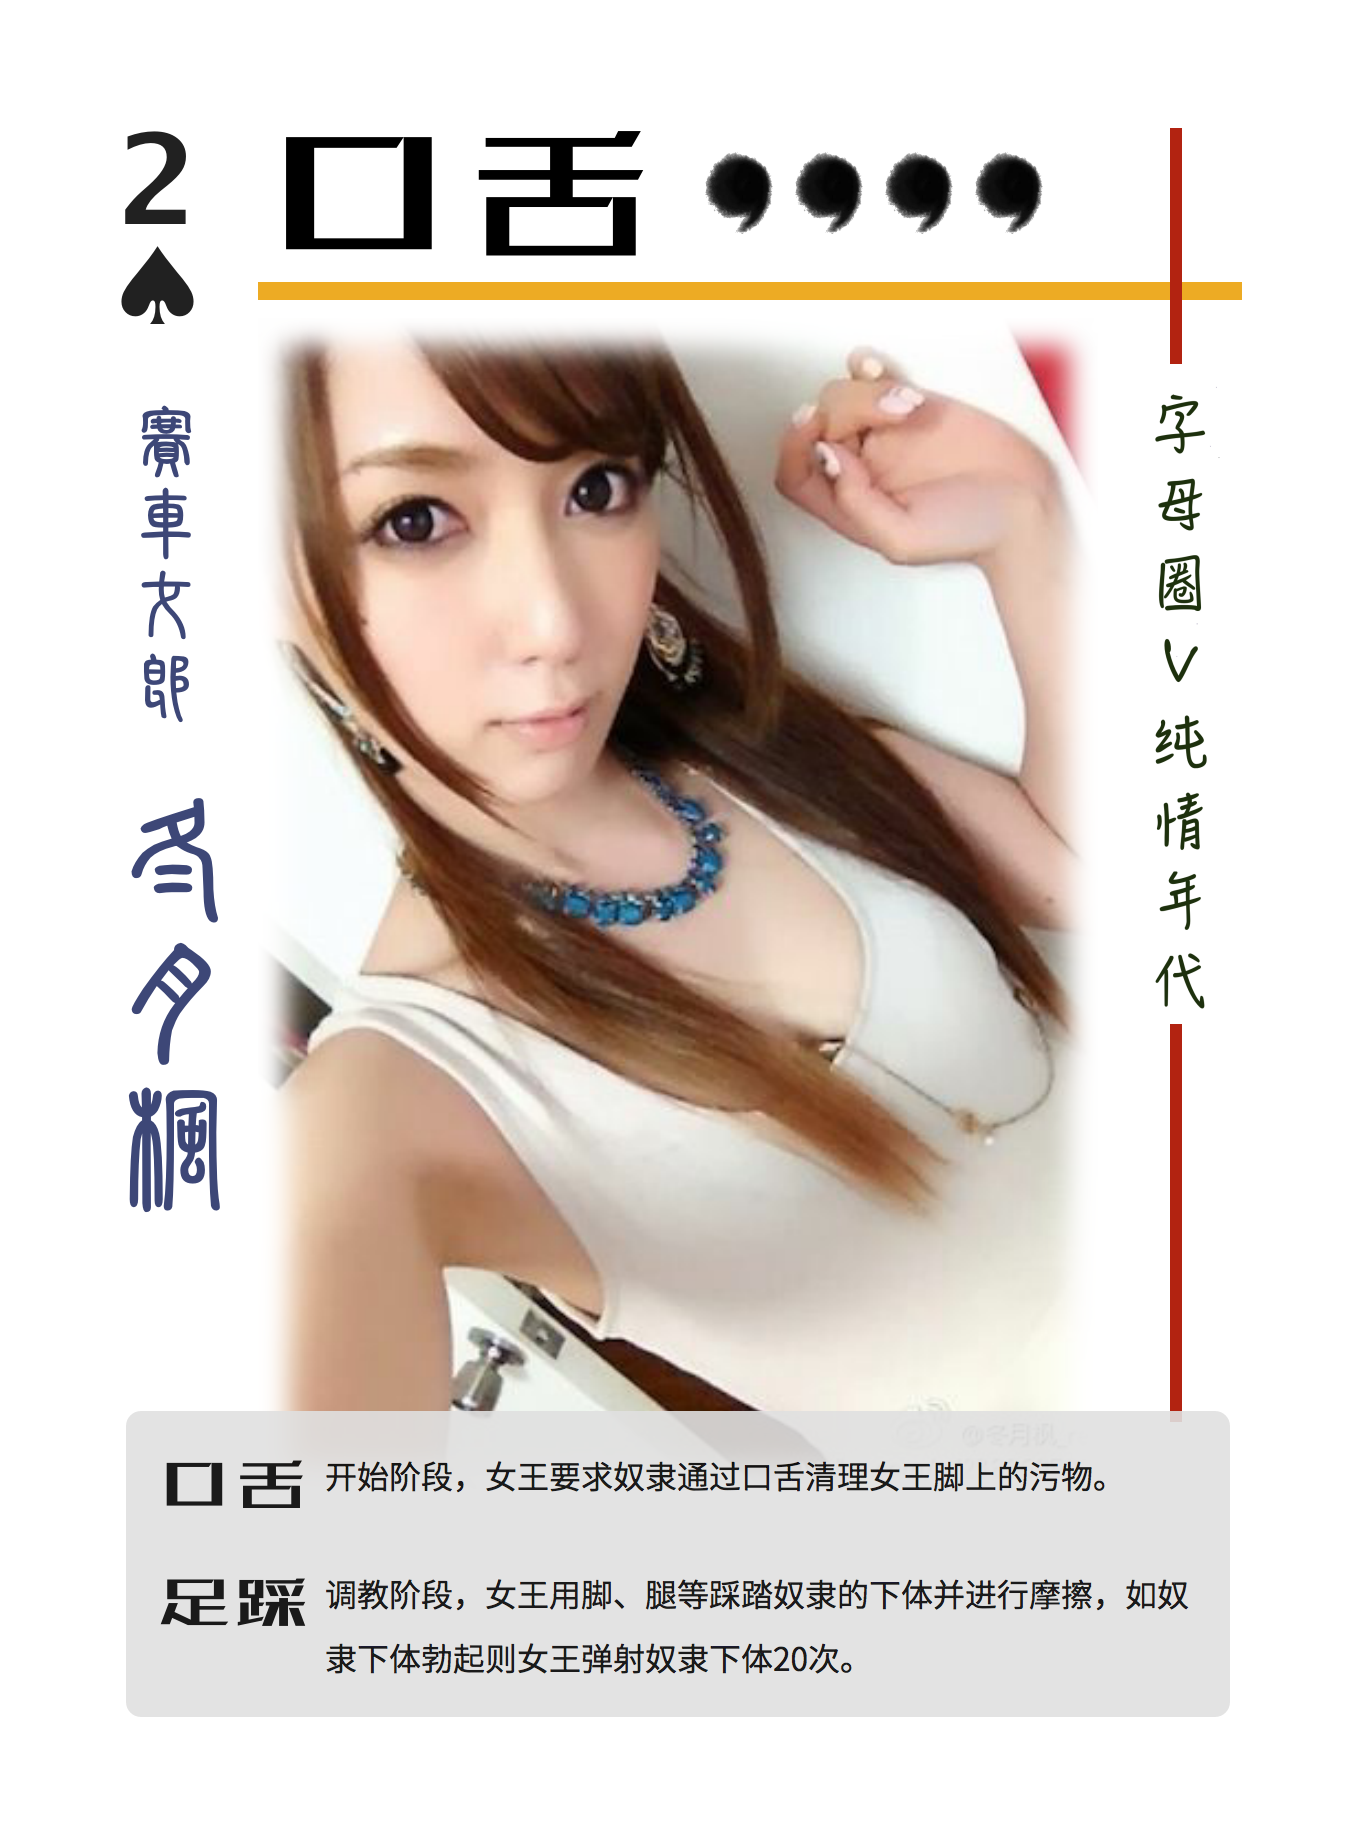 2
口舌
♠
賽車女郎
冬月楓
字母圈V纯情年代
口舌 开始阶段，女王要求奴隶通过口舌清理女王脚上的污物。
足踩 调教阶段，女王用脚、腿等踩踏奴隶的下体并进行摩擦，如奴
隶下体勃起则女王弹射奴隶下体20次。